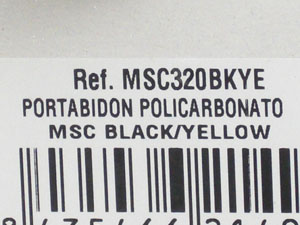 Ref. MSC320BKYE
PORTABIDON POLICARBONATO
MSC BLACK/YELLOW